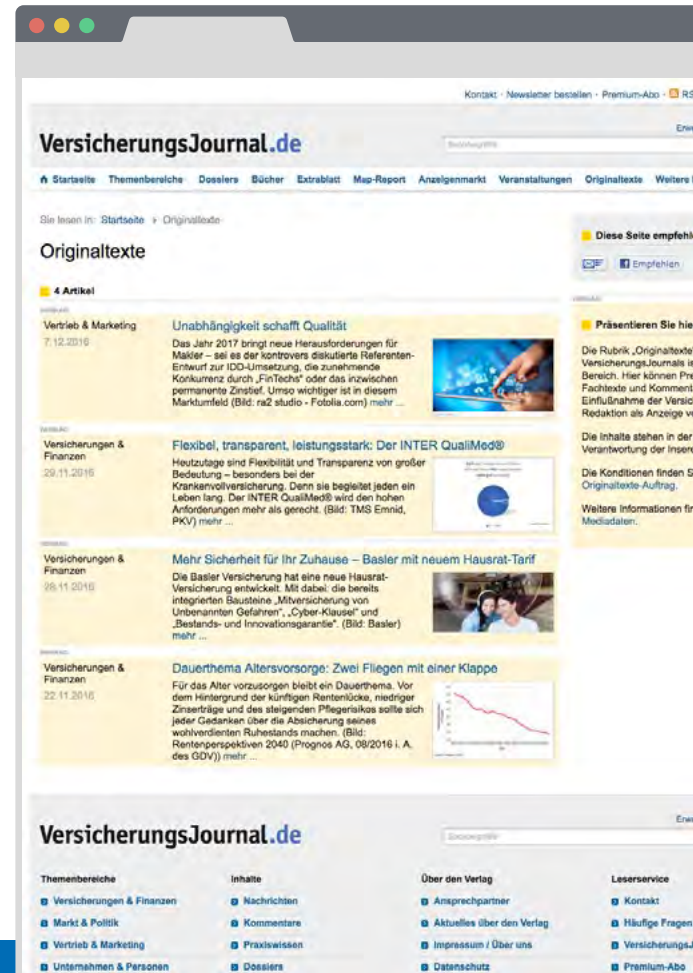 Kontakt · Newsletter bestellen · Premium-Abo · RS
Erwe
VersicherungsJournal.de
Startseite Themenbereiche Dossiers Bücher Extrablatt Map-Report Anzeigenmarkt Veranstaltungen Originaltexte Weitere
Sie lesen in: Startseite Originaltexte
Originaltexte
4 Artikel
Vertrieb & Marketing
7.12.2016
Unabhängigkeit schafft Qualität
Das Jahr 2017 bringt neue Herausforderungen für
Makler – sei es der kontrovers diskutierte Referenten-
Entwurf zur IDD-Umsetzung, die zunehmende
Konkurrenz durch „FinTechs“ oder das inzwischen
permanente Zinstief. Umso wichtiger ist in diesem
Marktumfeld (Bild: ra2 studio - Fotolia.com) mehr ...
Versicherungen &
Finanzen
29.11.2016
Flexibel, transparent, leistungsstark: Der INTER QualiMed®
Heutzutage sind Flexibilität und Transparenz von großer
Bedeutung – besonders bei der
Krankenvollversicherung. Denn sie begleitet jeden ein
Leben lang. Der INTER QualiMed® wird den hohen
Anforderungen mehr als gerecht. (Bild: TMS Emnid,
PKV) mehr ...
Versicherungen &
Finanzen
28.11.2016
Mehr Sicherheit für Ihr Zuhause – Basler mit neuem Hausrat-Tarif
Die Basler Versicherung hat eine neue Hausrat-
Versicherung entwickelt. Mit dabei: die bereits
integrierten Bausteine „Mitversicherung von
Unbenannten Gefahren“, „Cyber-Klausel“ und
„Bestands- und Innovationsgarantie“. (Bild: Basler)
mehr ...
Versicherungen &
Finanzen
22.11.2016
Dauerthema Altersvorsorge: Zwei Fliegen mit einer Klappe
Für das Alter vorzusorgen bleibt ein Dauerthema. Vor
dem Hintergrund der künftigen Rentenlücke, niedriger
Zinserträge und des steigenden Pflegerisikos sollte sich
jeder Gedanken über die Absicherung seines
wohlverdienten Ruhestands machen. (Bild:
Rentenperspektiven 2040 (Prognos AG, 08/2016 i. A.
des GDV)) mehr ...
Diese Seite empfehle
Empfehlen
Präsentieren Sie hie
Die Rubrik „Originaltexte
VersicherungsJournals is
Bereich. Hier können Pre
Fachtexte und Komment
Einflußnahme der Versich
Redaktion als Anzeige ve
Die Inhalte stehen in der
Verantwortung der Insere
Die Konditionen finden S
Originaltexte-Auftrag.
Weitere Informationen fin
Mediadaten.
Erwe
VersicherungsJournal.de
Themenbereiche
Versicherungen & Finanzen
Markt & Politik
Vertrieb & Marketing
Unternehmen & Personen
Inhalte
Nachrichten
Kommentare
Praxiswissen
Dossiers
Über den Verlag
Ansprechpartner
Aktuelles über den Verlag
Impressum / Über uns
Datenschutz
Leserservice
Kontakt
Häufige Fragen
VersicherungsJ
Premium-Abo